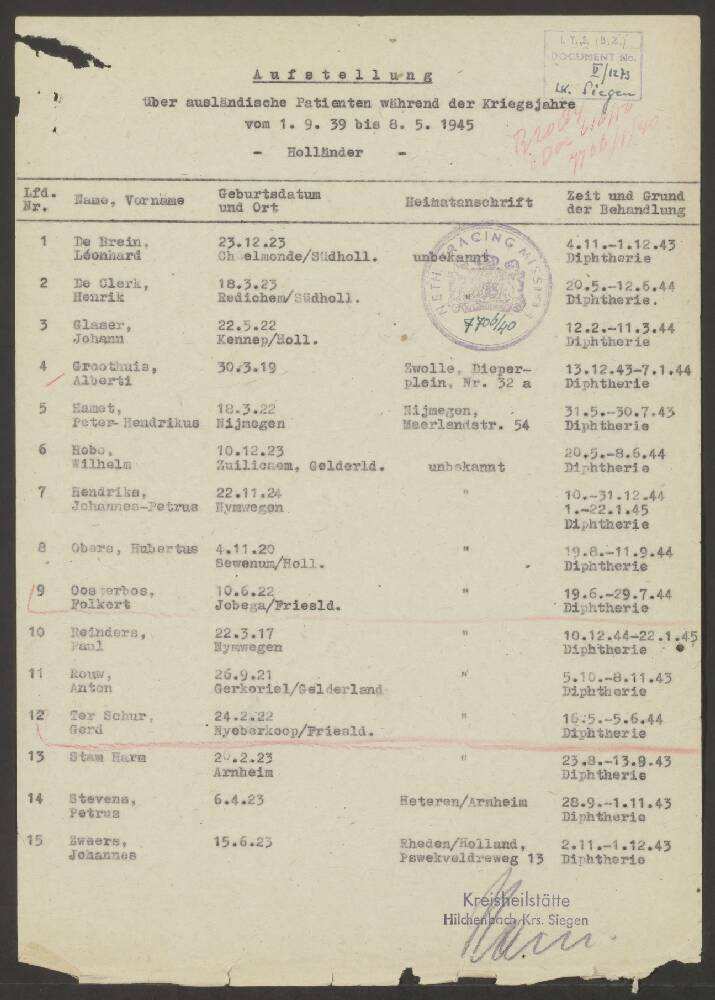 I.T.S. (B.Z.)
DOCUMENT No.
II/1273
LK. Siegen
Aufstellung
über ausländische Patienten während der Kriegsjahre
vom 1. 9. 39 bis 8. 5. 1945
- Holländer -
Lfd. Nr. Name, Vorname Geburtsdatum und Ort Heimatanschrift Zeit und Grund der Behandlung
NETH. TRACING MISSION
7706/40
1 De Brein, 23.12.23 unbekannt 4.11.-1.12.43
Léonhard Südholl. Diphtherie
2 De Clerk, 18.3.23 " 20.5.-12.6.44
Henrik Redichem/Südholl. Diphtherie.
3 Glaser, 22.5.22 12.2.-11.3.44
Johann Kennep/Holl. Diphtherie
4 Groothuis, 30.3.19 Zwolle, Dieper- 13.12.43-7.1.44
Alberti plein, Nr. 32 a Diphtherie
5 Hamet, 18.3.22 Nijmegen, 31.5.-30.7.43
Peter-Hendrikus Nijmegen Maerlandstr. 54 Diphtherie
6 Hobo, 10.12.23 20.5.-8.6.44
Wilhelm Zuilichem, Gelderld. unbekannt Diphtherie
7 Hendriks, 22.11.24 " 10.-31.12.44
Johannes-Petrus Nymwegen 1.-22.1.45
Diphtherie
8 Obers, Hubertus 4.11.20 " 19.8.-11.9.44
Sewenum/Holl. Diphtherie
9 Oosterbos, 10.6.22 " 19.6.-29.7.44
Folkert Jobega/Friesld. Diphtherie
10 Reinders, 22.3.17 " 10.12.44-22.1.45
Paul Nymwegen Diphtherie
11 Rouw, 26.9.21 " 5.10.-8.11.43
Anton Gerkoriel/Gelderland Diphtherie
12 Ter Schur, 24.2.22 " 16.5.-5.6.44
Gerd Nyeberkoop/Friesld. Diphtherie
13 Stam Harm 2.23 " 23.8.-13.9.43
Arnheim Diphtherie
14 Stevens, 6.4.23 Heteren/Arnheim 28.9.-1.11.43
Petrus Diphtherie
15 Zweers, 15.6.23 Rheden/Holland, 2.11.-1.12.43
Johannes Pswekveldreweg 13 Diphtherie
Kreisheilstätte
Hilchenbach Krs. Siegen